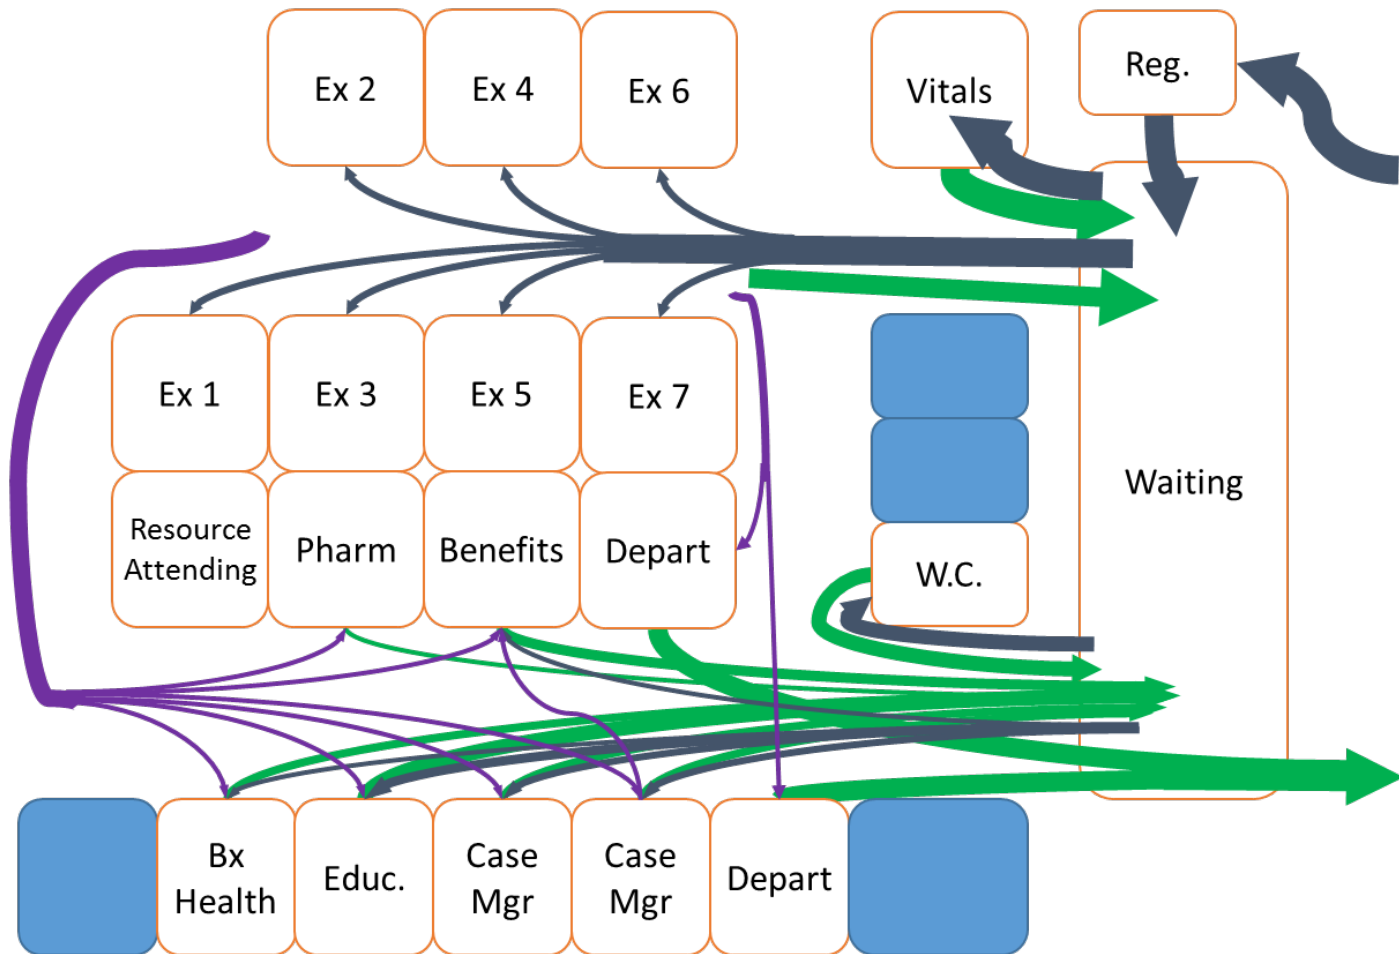 Ex 2
Ex 4
Ex 6
Vitals
Reg.
Ex 1
Ex 3
Ex 5
Ex 7
Waiting
Resource
Attending
Pharm
Benefits
Depart
W.C.
Bx
Health
Educ.
Case
Mgr
Case
Mgr
Depart